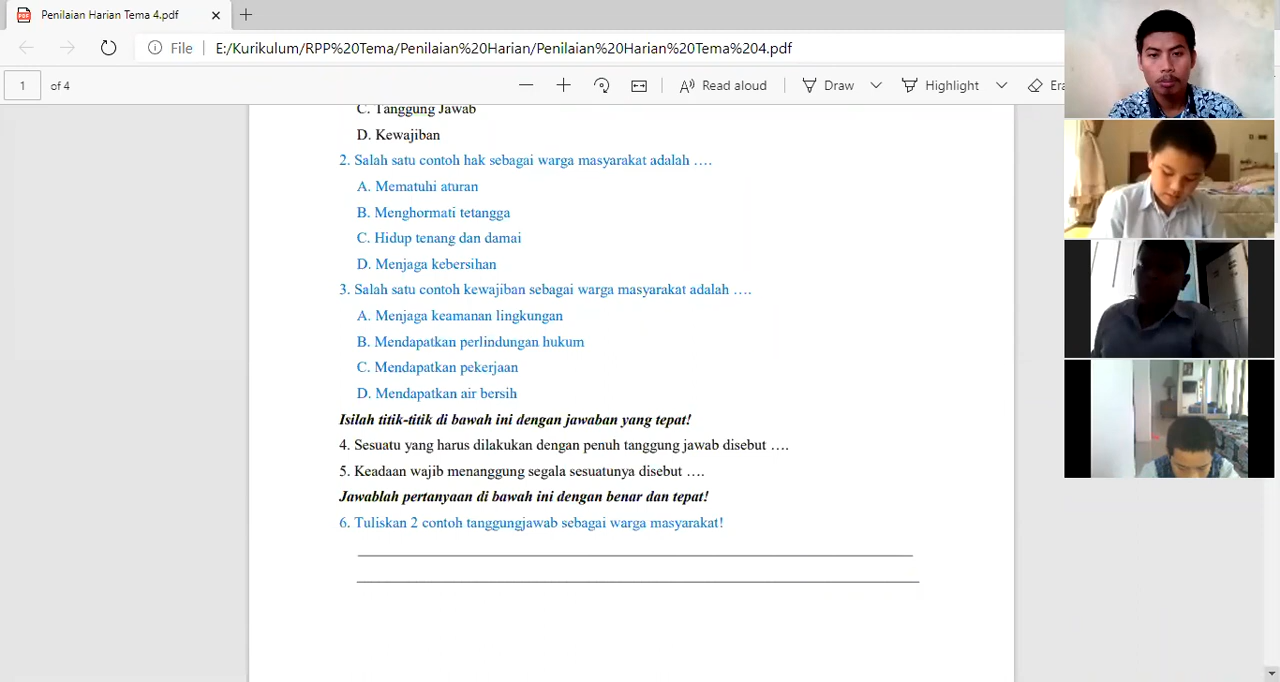 Penilaian Harian Tema 4.pdf
File E:/Kurikulum/RPP%20Tema/Penilaian%20Harian/Penilaian%20Harian%20Tema%204.pdf
1 of 4 Read aloud Draw Highlight Era
C. Tanggung Jawab
D. Kewajiban
2. Salah satu contoh hak sebagai warga masyarakat adalah ….
A. Mematuhi aturan
B. Menghormati tetangga
C. Hidup tenang dan damai
D. Menjaga kebersihan
3. Salah satu contoh kewajiban sebagai warga masyarakat adalah ….
A. Menjaga keamanan lingkungan
B. Mendapatkan perlindungan hukum
C. Mendapatkan pekerjaan
D. Mendapatkan air bersih
Isilah titik-titik di bawah ini dengan jawaban yang tepat!
4. Sesuatu yang harus dilakukan dengan penuh tanggung jawab disebut ….
5. Keadaan wajib menanggung segala sesuatunya disebut ….
Jawablah pertanyaan di bawah ini dengan benar dan tepat!
6. Tuliskan 2 contoh tanggungjawab sebagai warga masyarakat!